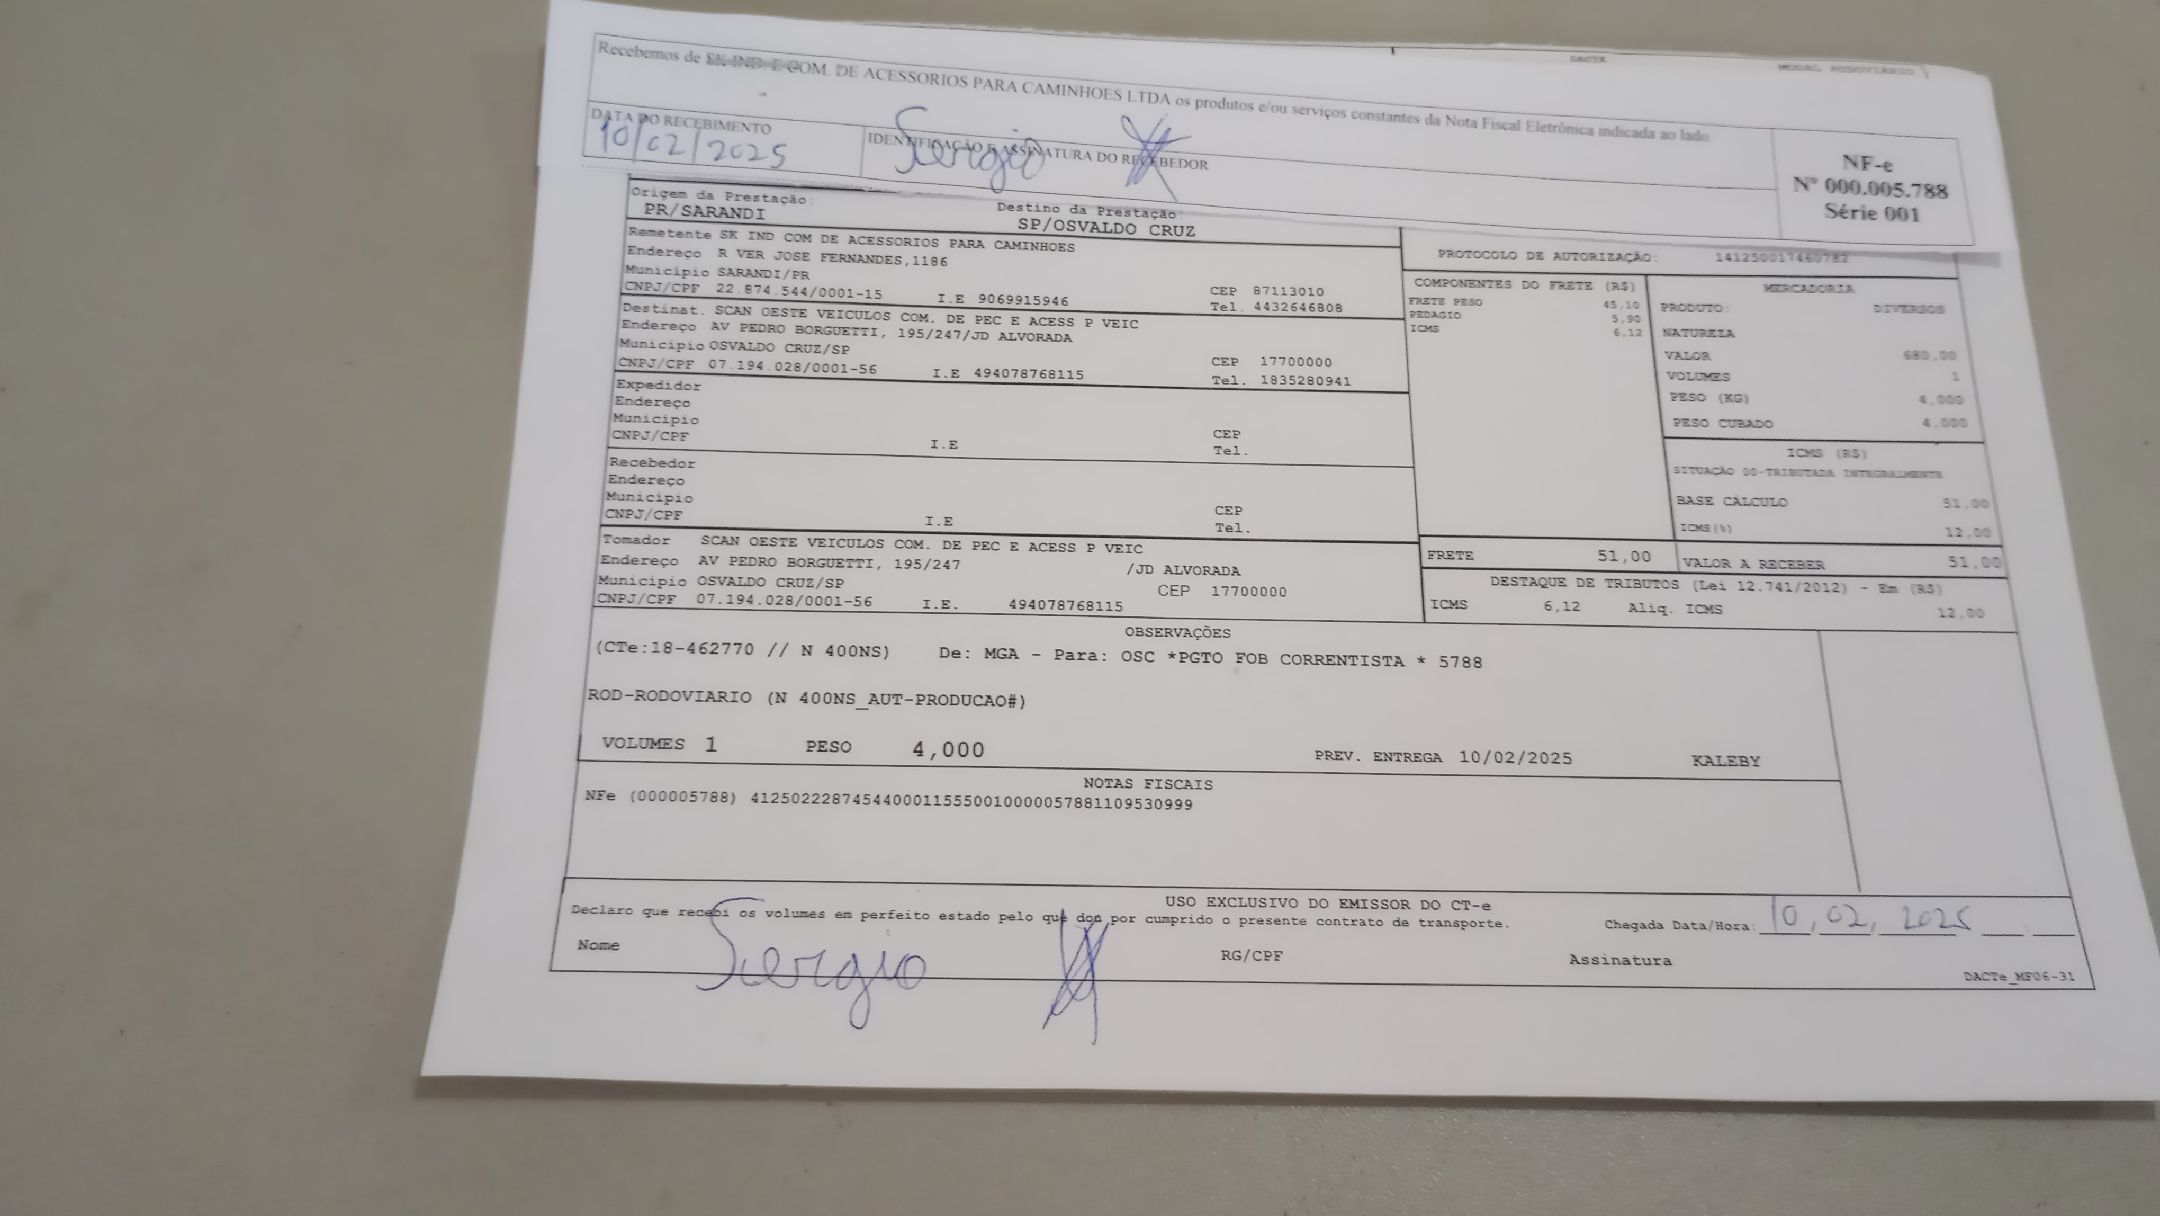 DACTE
MODAL RODOVIÁRIO
Recebemos de SK IND. E COM. DE ACESSORIOS PARA CAMINHOES LTDA os produtos e/ou serviços constantes da Nota Fiscal Eletrônica indicada ao lado
DATA DO RECEBIMENTO
10/02/2025
IDENTIFICAÇÃO E ASSINATURA DO RECEBEDOR
Sergio
NF-e
Nº 000.005.788
Série 001
Origem da Prestação:
PR/SARANDI
Destino da Prestação:
SP/OSVALDO CRUZ
Remetente SK IND COM DE ACESSORIOS PARA CAMINHOES
Endereço R VER JOSE FERNANDES,1186
Municipio SARANDI/PR CEP 87113010
CNPJ/CPF 22.874.544/0001-15 I.E 9069915946 Tel. 4432646808
Destinat. SCAN OESTE VEICULOS COM. DE PEC E ACESS P VEIC
Endereço AV PEDRO BORGUETTI, 195/247/JD ALVORADA
Municipio OSVALDO CRUZ/SP CEP 17700000
CNPJ/CPF 07.194.028/0001-56 I.E 494078768115 Tel. 1835280941
Expedidor
Endereço
Municipio CEP
CNPJ/CPF I.E Tel.
Recebedor
Endereço
Municipio CEP
CNPJ/CPF I.E Tel.
Tomador SCAN OESTE VEICULOS COM. DE PEC E ACESS P VEIC
Endereço AV PEDRO BORGUETTI, 195/247 /JD ALVORADA
Municipio OSVALDO CRUZ/SP CEP 17700000
CNPJ/CPF 07.194.028/0001-56 I.E. 494078768115
PROTOCOLO DE AUTORIZAÇÃO: 141250017460782
COMPONENTES DO FRETE (R$)
FRETE PESO 45,10
PEDAGIO 5,90
ICMS 6,12
MERCADORIA
PRODUTO: DIVERSOS
NATUREZA
VALOR 680,00
VOLUMES 1
PESO (KG) 4,000
PESO CUBADO 4,000
ICMS (R$)
SITUAÇÃO 00-TRIBUTADA INTEGRALMENTE
BASE CÁLCULO 51,00
ICMS(%) 12,00
FRETE 51,00 VALOR A RECEBER 51,00
DESTAQUE DE TRIBUTOS (Lei 12.741/2012) - Em (R$)
ICMS 6,12 Aliq. ICMS 12,00
OBSERVAÇÕES
(CTe:18-462770 // N 400NS) De: MGA - Para: OSC *PGTO FOB CORRENTISTA * 5788
ROD-RODOVIARIO (N 400NS_AUT-PRODUCAO#)
VOLUMES 1 PESO 4,000 PREV. ENTREGA 10/02/2025 KALEBY
NOTAS FISCAIS
NFe (000005788) 41250222874544000115550010000057881109530999
USO EXCLUSIVO DO EMISSOR DO CT-e
Declaro que recebi os volumes em perfeito estado pelo que dou por cumprido o presente contrato de transporte.
Chegada Data/Hora: 10, 02, 2025
Nome Sergio RG/CPF Assinatura
DACTe_MF06-31